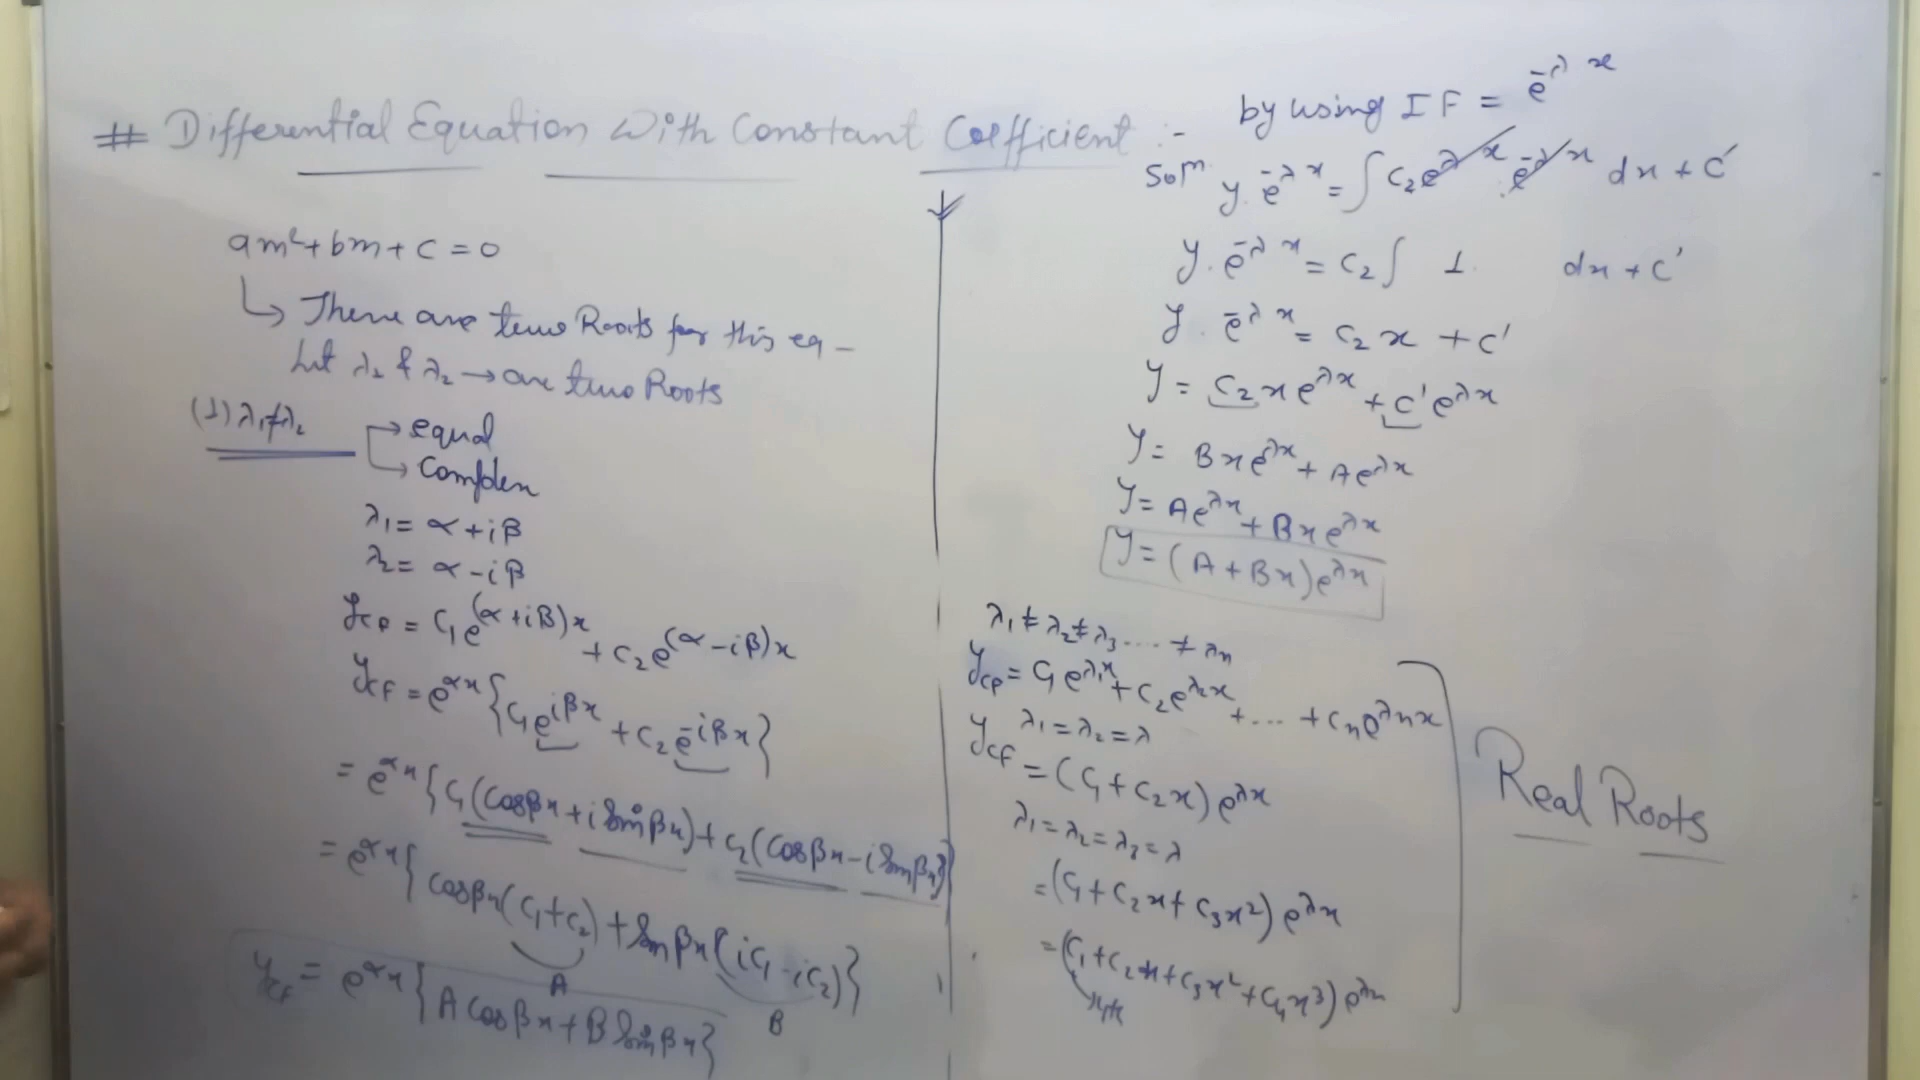 # Differential Equation With Constant Coefficient :-
am²+bm+c=0
↳ There are two Roots for this eq -
Let λ₂ & λ₂ → are two Roots
(1) λ₁≠λ₂ → equal
→ Complex
λ₁ = α+iβ
λ₂ = α-iβ
y_CF = C₁e^(α+iβ)x + C₂e^(α-iβ)x
y_CF = e^αx {C₁e^iβx + C₂e^-iβx}
= e^αx {C₁(Cosβx + i Sinβx) + C₂(Cosβx - i Sinβx)}
= e^αx {Cosβx(C₁+C₂) + Sinβx(iC₁-iC₂)}
A
B
y_CF = e^αx {A Cosβx + B Sinβx}
by using IF = e^-λx
Solⁿ y.e^-λx = ∫ C₂e^λx.e^-λx dx + C'
y.e^-λx = C₂∫ 1. dx + C'
y.e^-λx = C₂x + C'
y = C₂xe^λx + C'e^λx
y = Bxe^λx + Ae^λx
y = Ae^λx + Bxe^λx
y = (A+Bx)e^λx
λ₁ ≠ λ₂ ≠ λ₃ .... ≠ λn
y_CF = C₁e^λ₁x + C₂e^λ₂x + ... + Cne^λnx
λ₁ = λ₂ = λ
y_CF = (C₁+C₂x)e^λx
λ₁ = λ₂ = λ₃ = λ
= (C₁+C₂x+C₃x²)e^λx
= (C₁+C₂x+C₃x²+C₄x³)e^λx
Real Roots